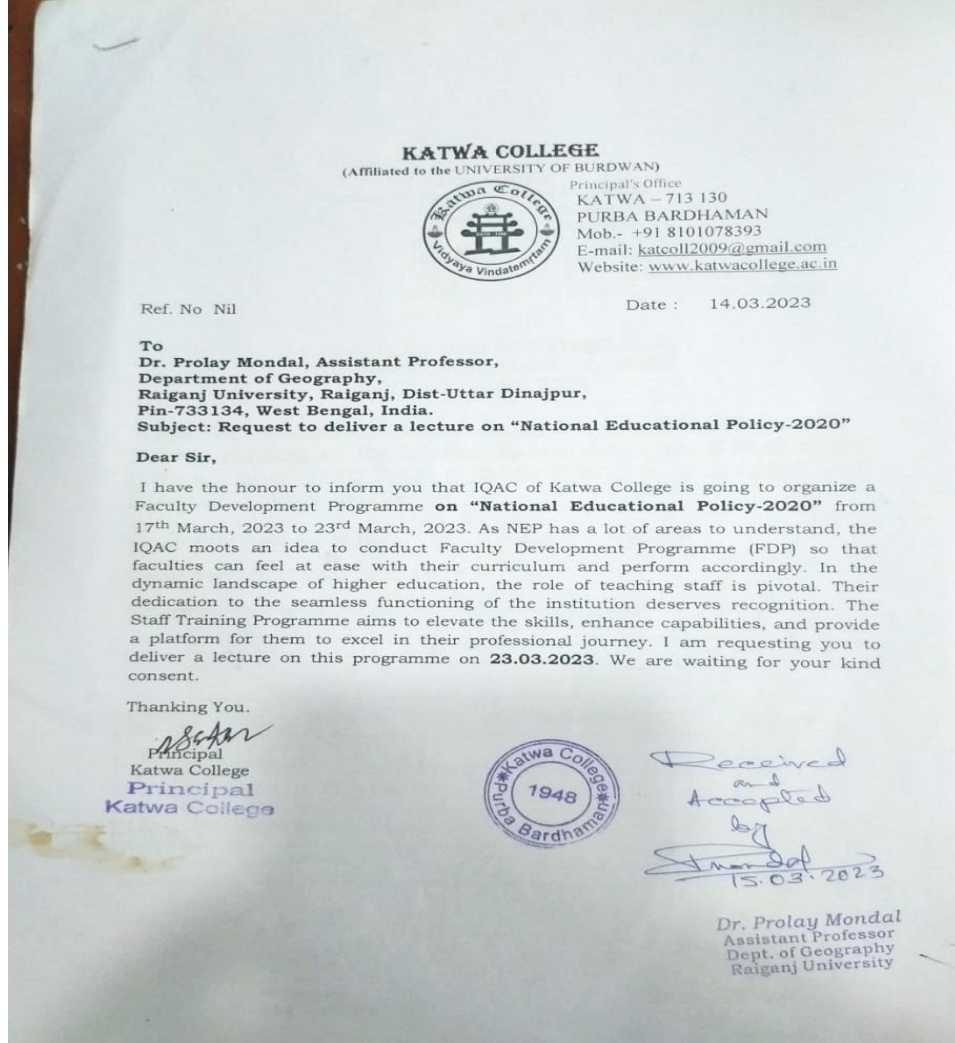 KATWA COLLEGE
(Affiliated to the UNIVERSITY OF BURDWAN)
Katwa College
Vidyaya Vindatemrtam
Principal's Office
KATWA – 713 130
PURBA BARDHAMAN
Mob.- +91 8101078393
E-mail: katcoll2009@gmail.com
Website: www.katwacollege.ac.in
Ref. No Nil
Date : 14.03.2023
To
Dr. Prolay Mondal, Assistant Professor,
Department of Geography,
Raiganj University, Raiganj, Dist-Uttar Dinajpur,
Pin-733134, West Bengal, India.
Subject: Request to deliver a lecture on “National Educational Policy-2020”
Dear Sir,
I have the honour to inform you that IQAC of Katwa College is going to organize a
Faculty Development Programme on “National Educational Policy-2020” from
17th March, 2023 to 23rd March, 2023. As NEP has a lot of areas to understand, the
IQAC moots an idea to conduct Faculty Development Programme (FDP) so that
faculties can feel at ease with their curriculum and perform accordingly. In the
dynamic landscape of higher education, the role of teaching staff is pivotal. Their
dedication to the seamless functioning of the institution deserves recognition. The
Staff Training Programme aims to elevate the skills, enhance capabilities, and provide
a platform for them to excel in their professional journey. I am requesting you to
deliver a lecture on this programme on 23.03.2023. We are waiting for your kind
consent.
Thanking You.
Principal
Katwa College
Principal
Katwa College
Katwa College
1948
Purba Bardhaman
Received
and
Accepted
by
15.03.2023
Dr. Prolay Mondal
Assistant Professor
Dept. of Geography
Raiganj University